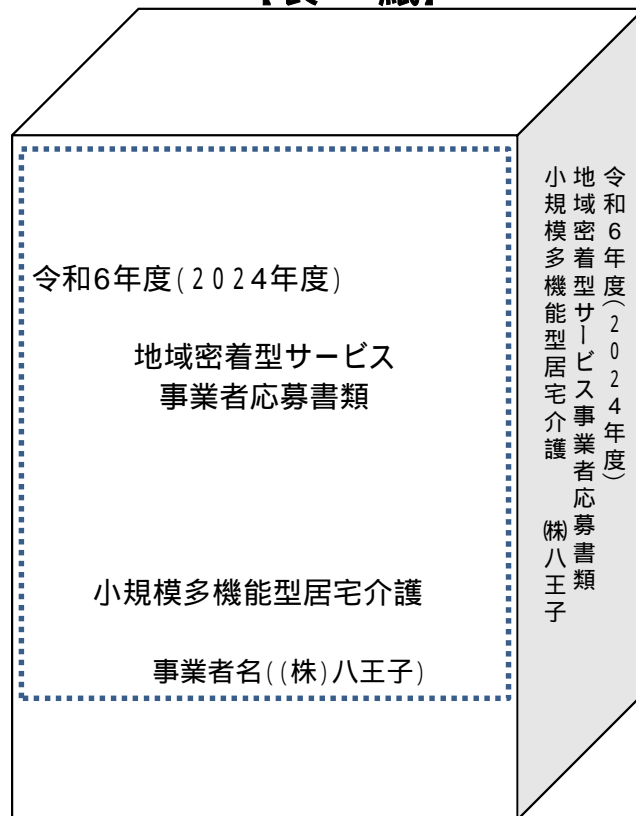 【表 紙】
令和6年度(2024年度)
地域密着型サービス
事業者応募書類
小規模多機能型居宅介護
事業者名((株)八王子)
令和6年度(2024年度)
地域密着型サービス事業者応募書類
小規模多機能型居宅介護 ㈱八王子